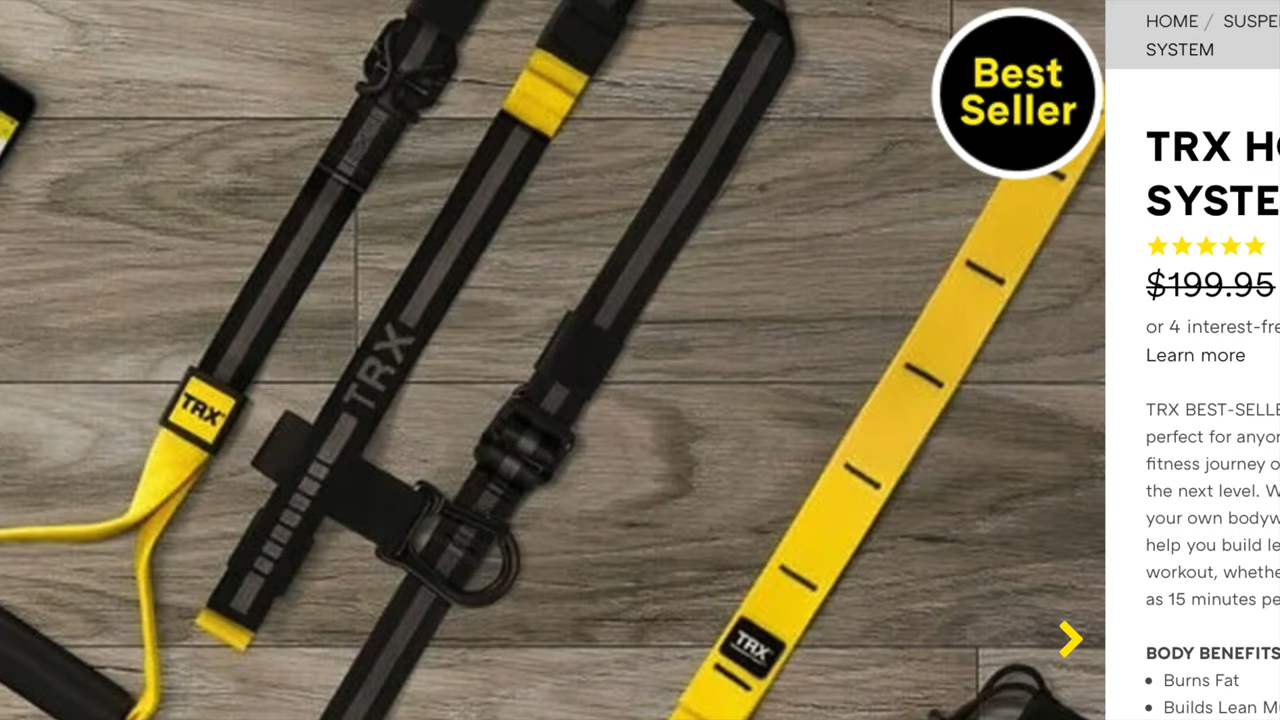 Best
Seller
TRX
TRX
TRX
HOME / SUSPE
SYSTEM
TRX H
SYSTE
$199.95
or 4 interest-fre
Learn more
TRX BEST-SELLE
perfect for anyon
fitness journey o
the next level. W
your own bodyw
help you build le
workout, whethe
as 15 minutes pe
BODY BENEFITS
• Burns Fat
• Builds Lean M